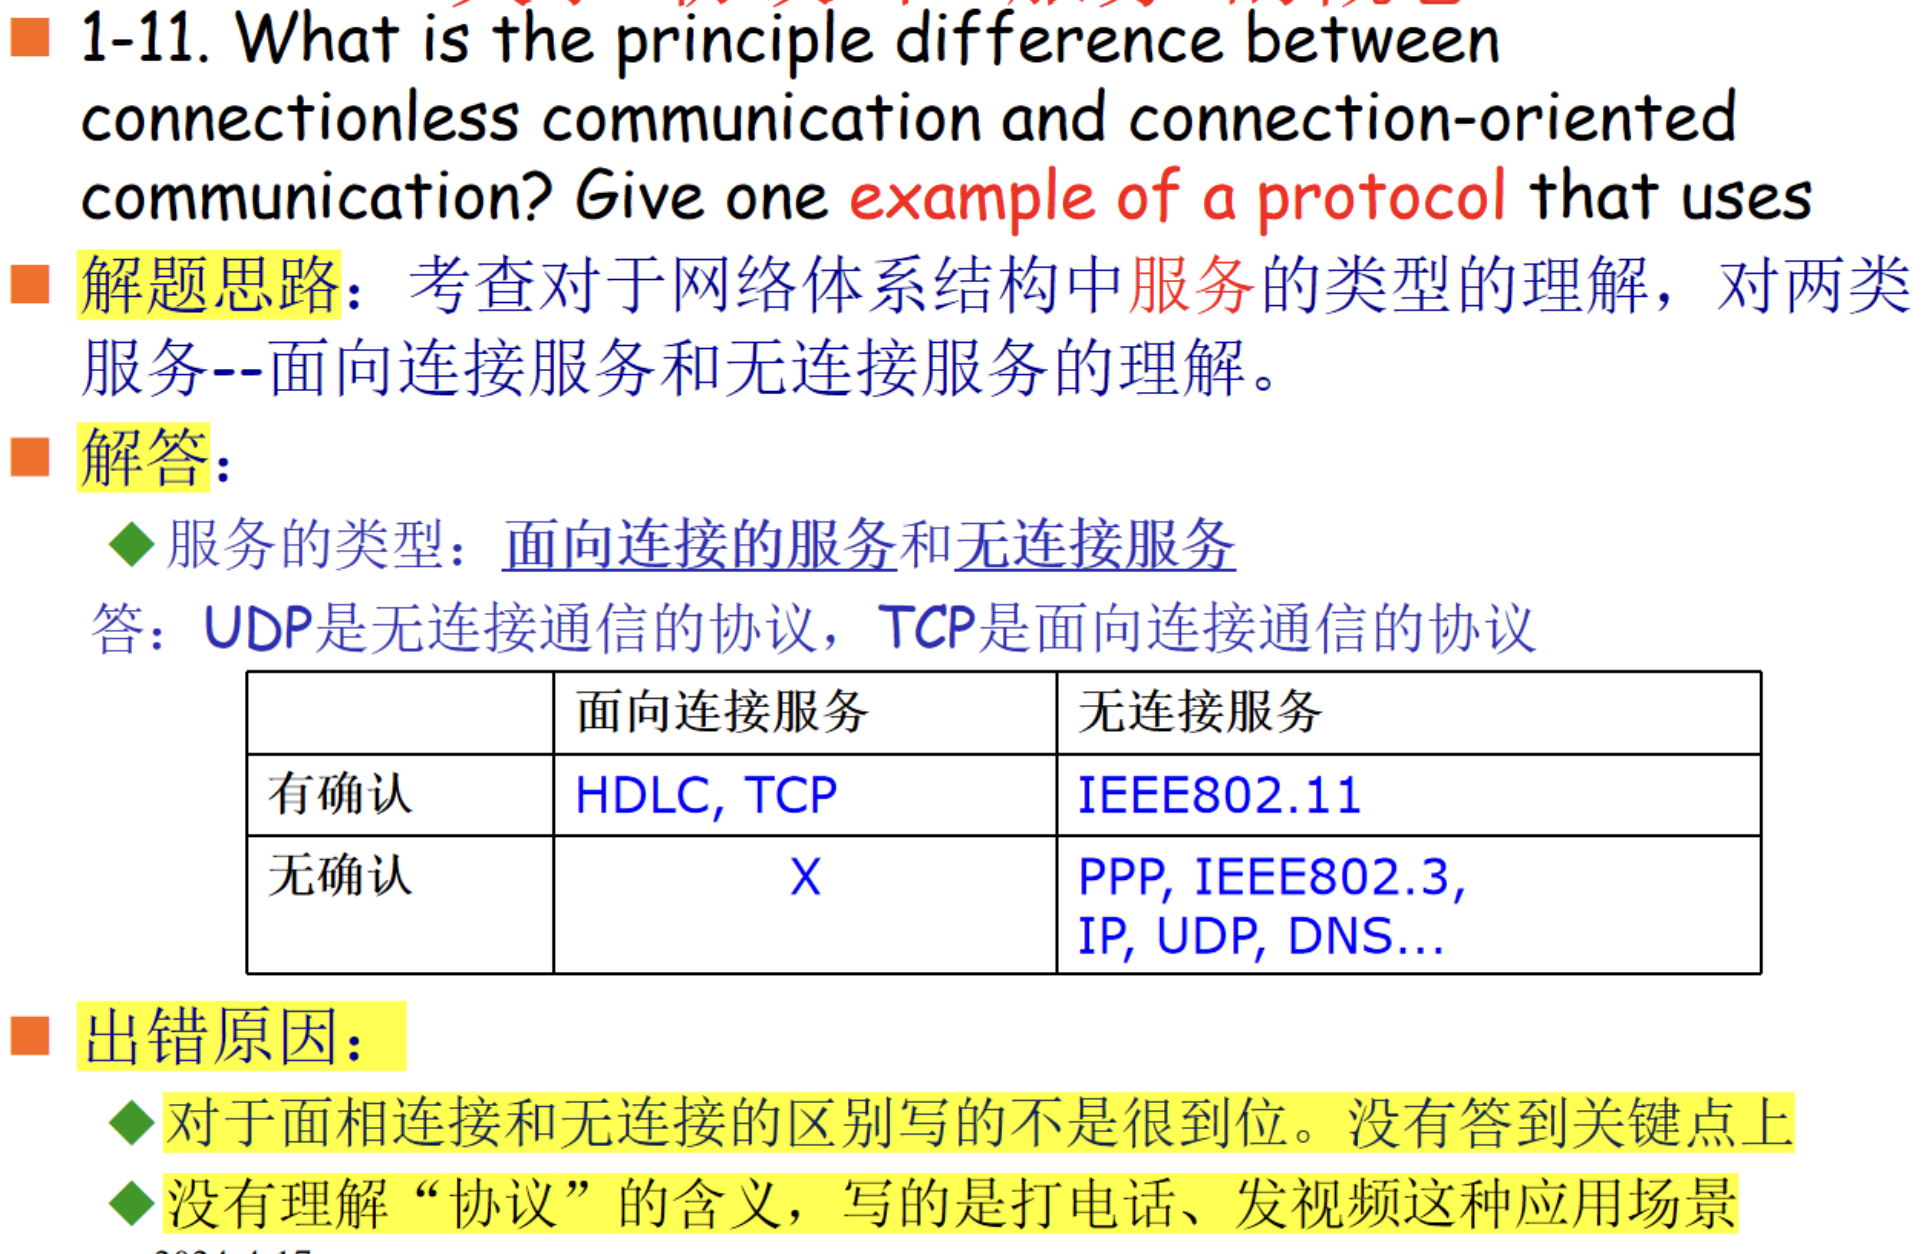 1-11. What is the principle difference between
connectionless communication and connection-oriented
communication? Give one example of a protocol that uses
解题思路：考查对于网络体系结构中服务的类型的理解，对两类
服务--面向连接服务和无连接服务的理解。
解答：
服务的类型：面向连接的服务和无连接服务
答：UDP是无连接通信的协议，TCP是面向连接通信的协议
面向连接服务 无连接服务
有确认 HDLC, TCP IEEE802.11
无确认 X PPP, IEEE802.3,
IP, UDP, DNS...
出错原因：
对于面相连接和无连接的区别写的不是很到位。没有答到关键点上
没有理解“协议”的含义，写的是打电话、发视频这种应用场景